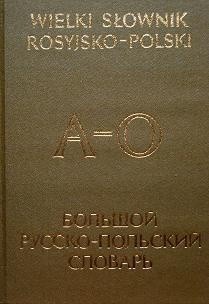 WIELKI SŁOWNIK
ROSYJSKO-POLSKI
A-O
БОЛЬШОЙ
РУССКО-ПОЛЬСКИЙ
СЛОВАРЬ